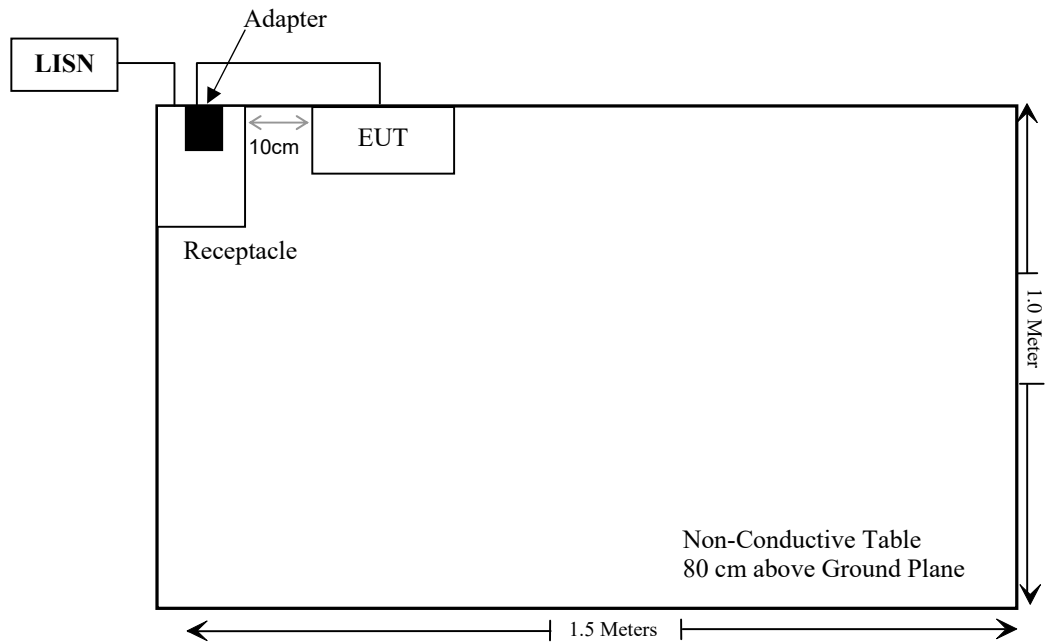 Adapter
LISN
10cm
EUT
Receptacle
1.0 Meter
Non-Conductive Table
80 cm above Ground Plane
1.5 Meters